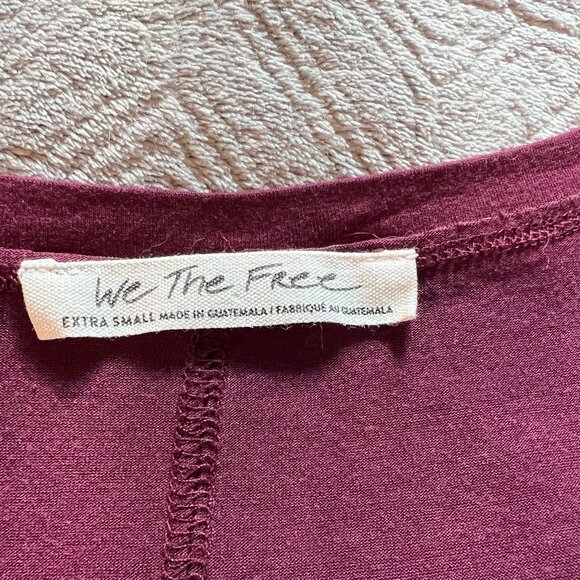 We The Free
EXTRA SMALL MADE IN GUATEMALA / FABRIQUÉ AU GUATEMALA